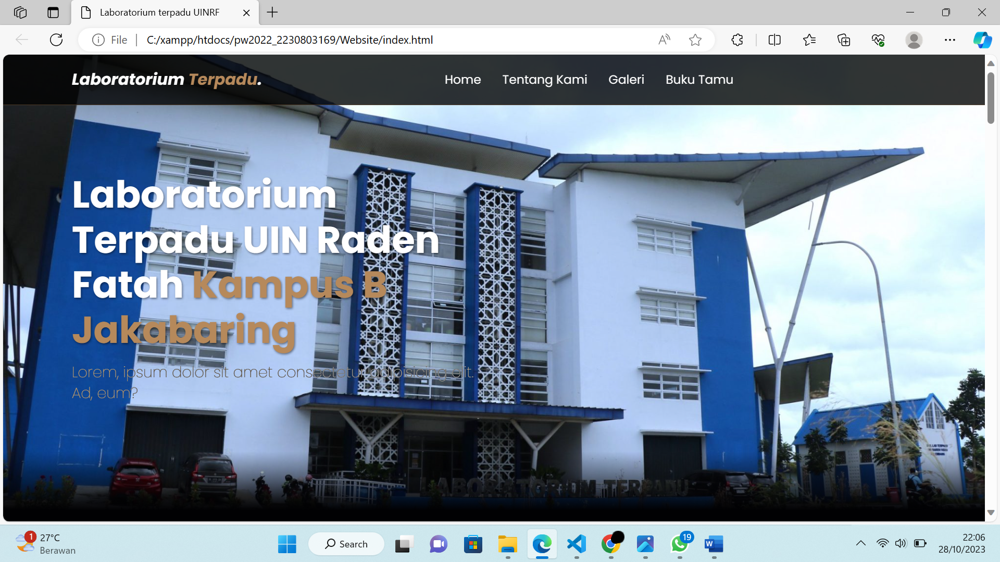 Laboratorium terpadu UINRF
File
C:/xampp/htdocs/pw2022_2230803169/Website/index.html
Laboratorium Terpadu.
Home
Tentang Kami
Galeri
Buku Tamu
Laboratorium
Terpadu UIN Raden
Fatah Kampus B
Jakabaring
Lorem, ipsum dolor sit amet consectetur adipisicing elit.
Ad, eum?
LABORATORIUM TERPADU
1
27°C
Berawan
Search
19
22:06
28/10/2023